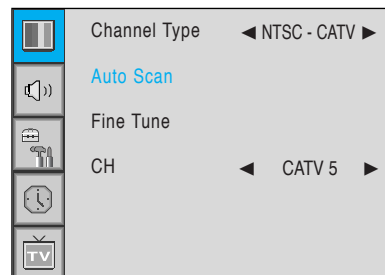 Channel Type ◀ NTSC - CATV ▶
Auto Scan
Fine Tune
CH ◀ CATV 5 ▶
TV